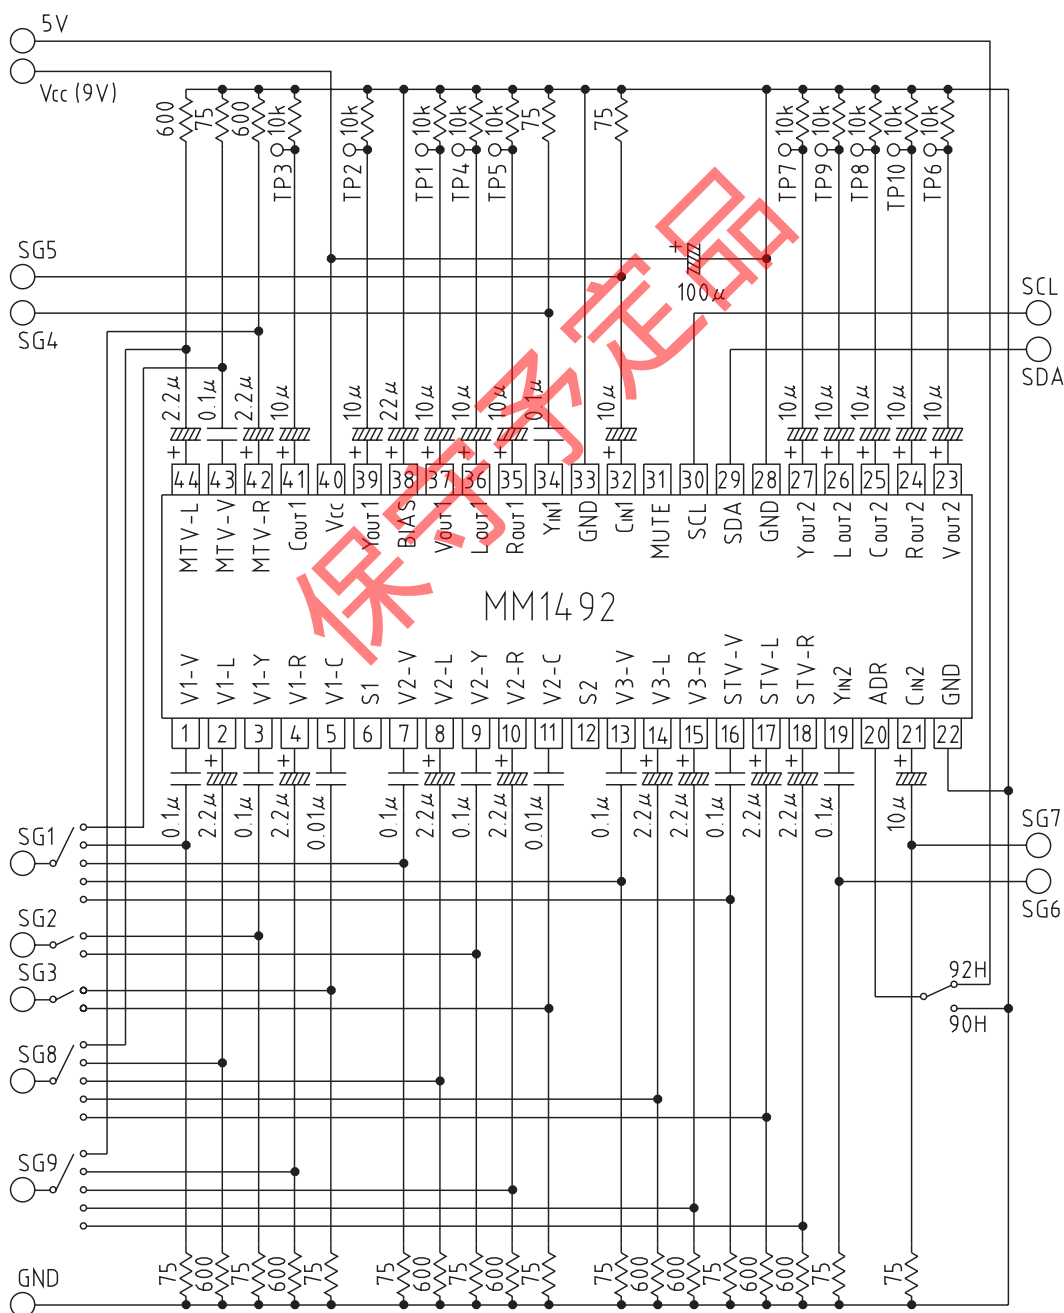 5V
Vcc (9V)
600 75 600 10k 10k 10k 10k 10k 75 75 10k 10k 10k 10k 10k
TP3 TP2 TP1 TP4 TP5 TP7 TP9 TP8 TP10 TP6
SG5
+
100μ
SCL
SG4
SDA
2.2μ 0.1μ 2.2μ 10μ 10μ 22μ 10μ 10μ 10μ 0.1μ 10μ 10μ 10μ 10μ 10μ 10μ
+ + + + + + + + + + + + + +
44 43 42 41 40 39 38 37 36 35 34 33 32 31 30 29 28 27 26 25 24 23
MTV-L MTV-V MTV-R COUT1 VCC YOUT1 BIAS VOUT1 LOUT1 ROUT1 YIN1 GND CIN1 MUTE SCL SDA GND YOUT2 LOUT2 COUT2 ROUT2 VOUT2
保守予定品
MM1492
V1-V V1-L V1-Y V1-R V1-C S1 V2-V V2-L V2-Y V2-R V2-C S2 V3-V V3-L V3-R STV-V STV-L STV-R YIN2 ADR CIN2 GND
1 2 3 4 5 6 7 8 9 10 11 12 13 14 15 16 17 18 19 20 21 22
+ + + + + + + + +
0.1μ 2.2μ 0.1μ 2.2μ 0.01μ 0.1μ 2.2μ 0.1μ 2.2μ 0.01μ 0.1μ 2.2μ 2.2μ 0.1μ 2.2μ 2.2μ 0.1μ 10μ
SG1
SG7
SG2
SG6
SG3
92H
90H
SG8
SG9
GND
75 600 75 600 75 75 600 75 600 75 75 600 600 75 600 600 75 75